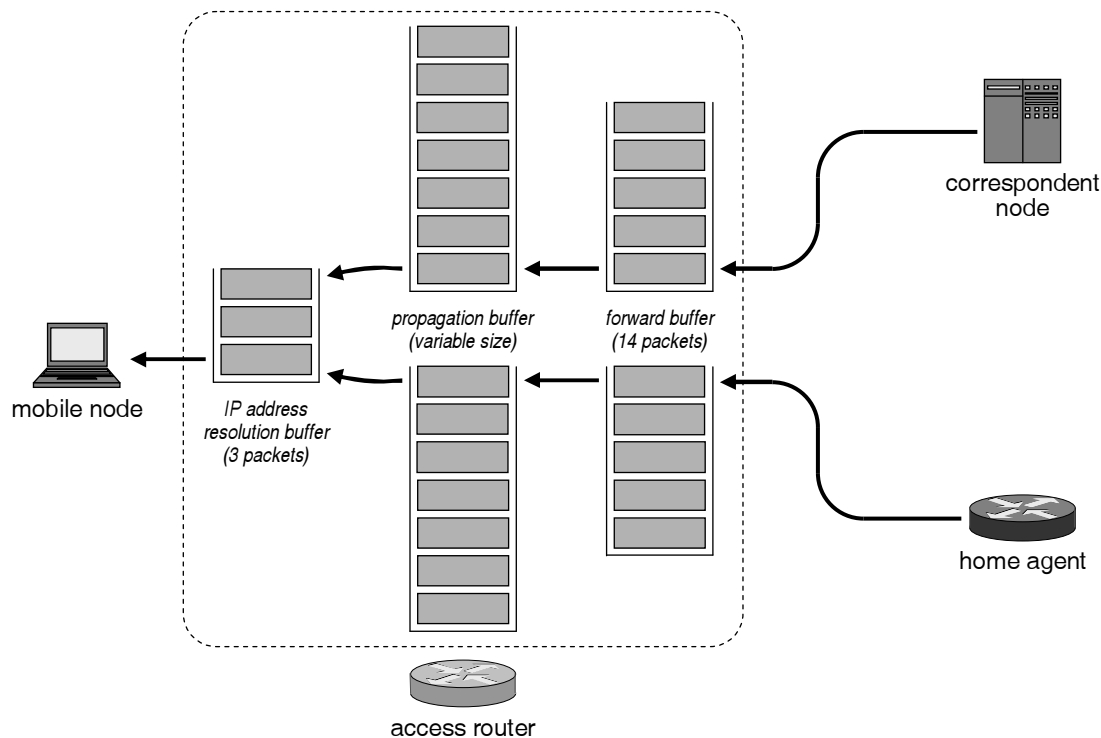 correspondent
node
propagation buffer
(variable size)
forward buffer
(14 packets)
mobile node
IP address
resolution buffer
(3 packets)
home agent
access router